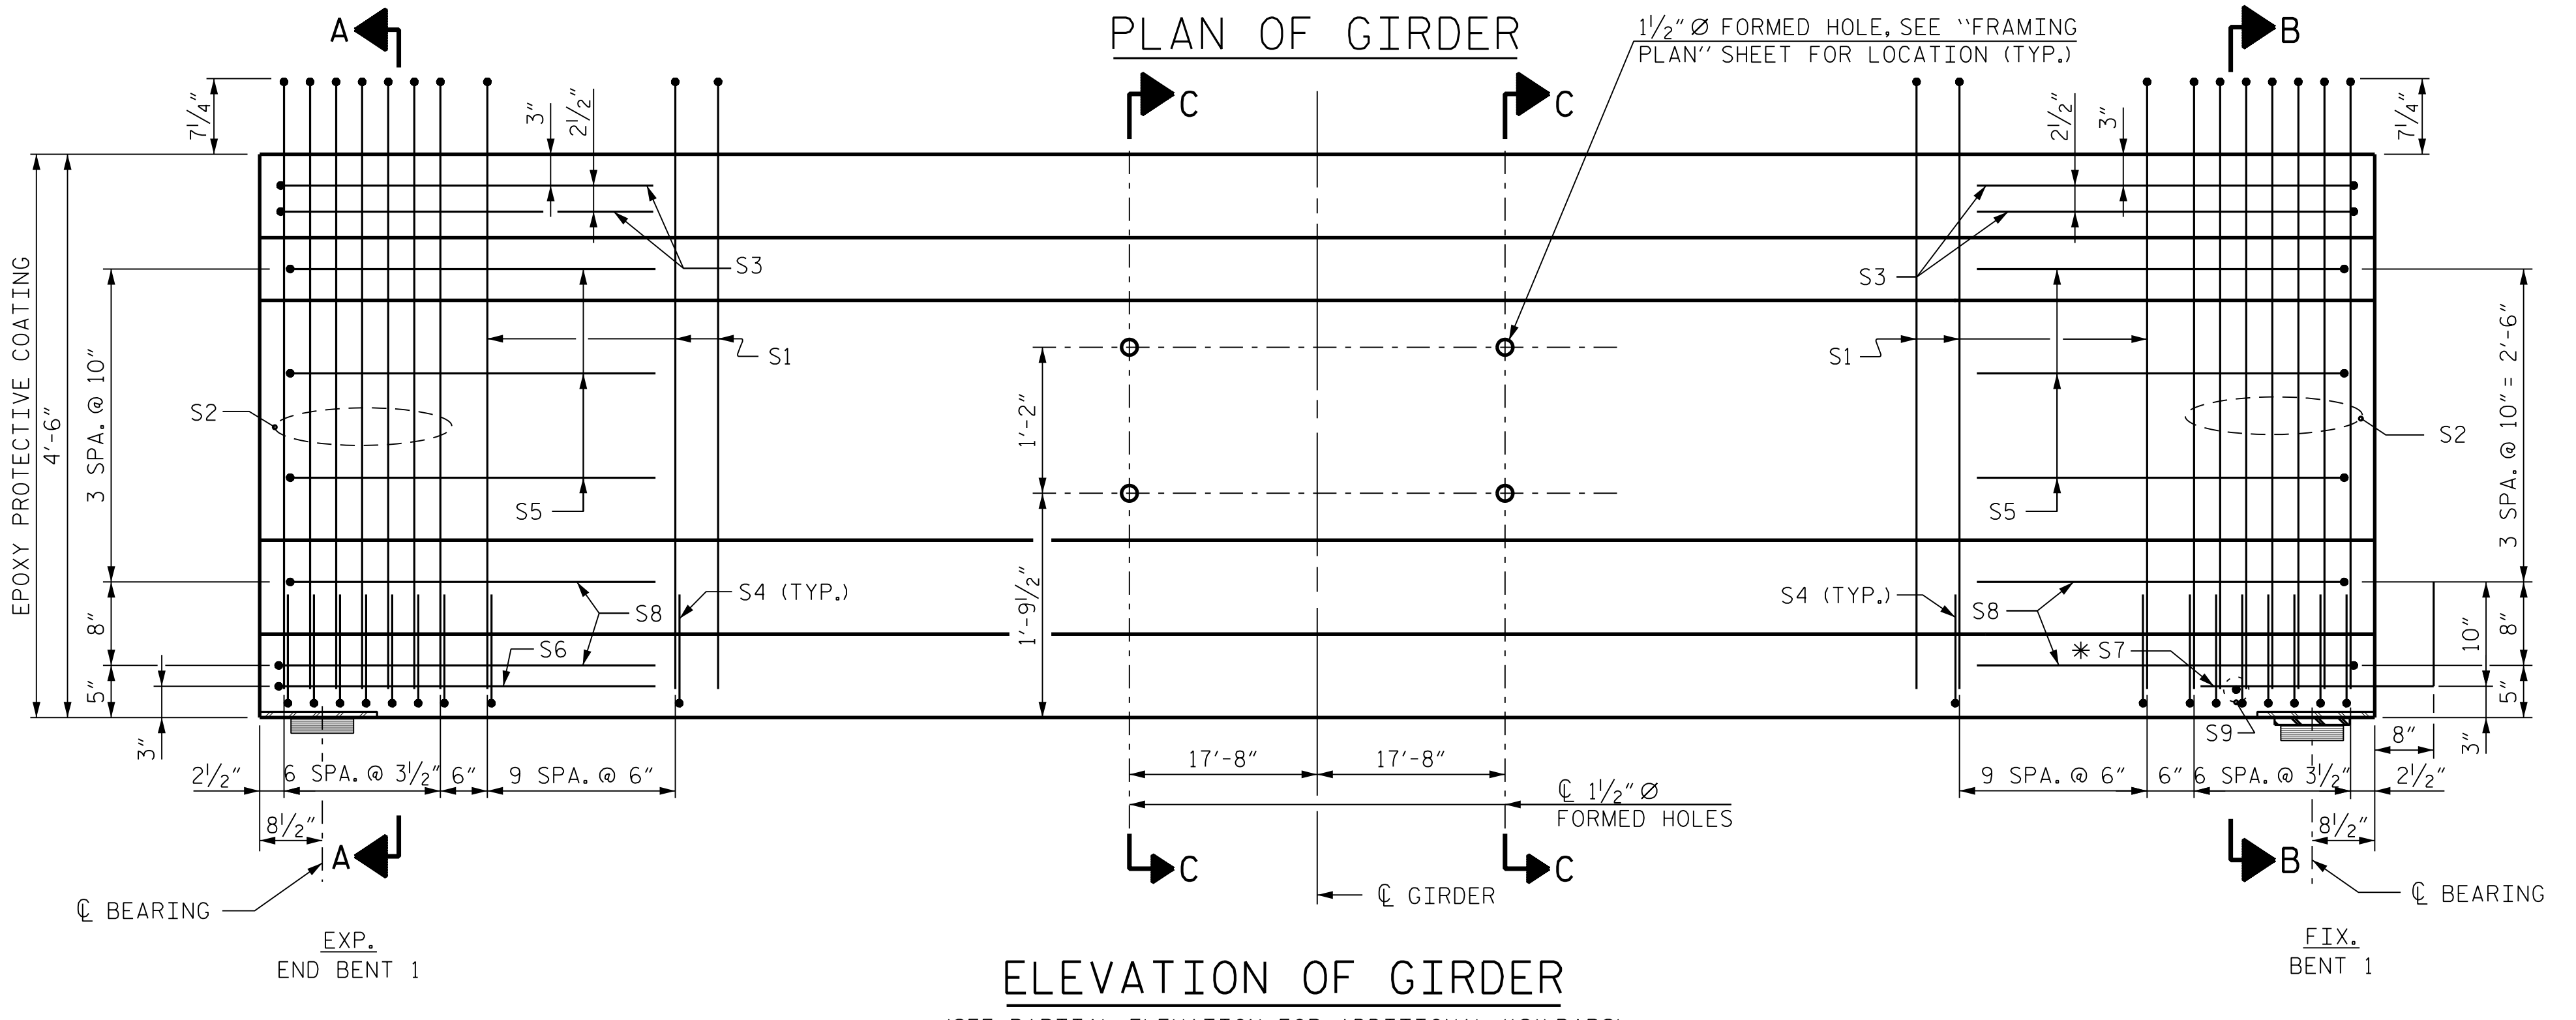 PLAN OF GIRDER
1½" Ø FORMED HOLE, SEE "FRAMING
PLAN" SHEET FOR LOCATION (TYP.)
A
B
C
C
7¼"
3"
2½"
2½"
3"
7¼"
EPOXY PROTECTIVE COATING
4'-6"
3 SPA. @ 10"
8"
5"
3"
S3
S3
S1
S1
S2
S2
S5
S5
1'-2"
1'-9½"
3 SPA. @ 10" = 2'-6"
S4 (TYP.)
S4 (TYP.)
S8
S8
S6
✳ S7
S9
10"
8"
5"
3"
8"
2½"
6 SPA. @ 3½"
6"
9 SPA. @ 6"
17'-8"
17'-8"
9 SPA. @ 6"
6"
6 SPA. @ 3½"
2½"
℄ 1½" Ø
FORMED HOLES
8½"
8½"
A
C
C
B
℄ GIRDER
℄ BEARING
℄ BEARING
EXP.
END BENT 1
FIX.
BENT 1
ELEVATION OF GIRDER